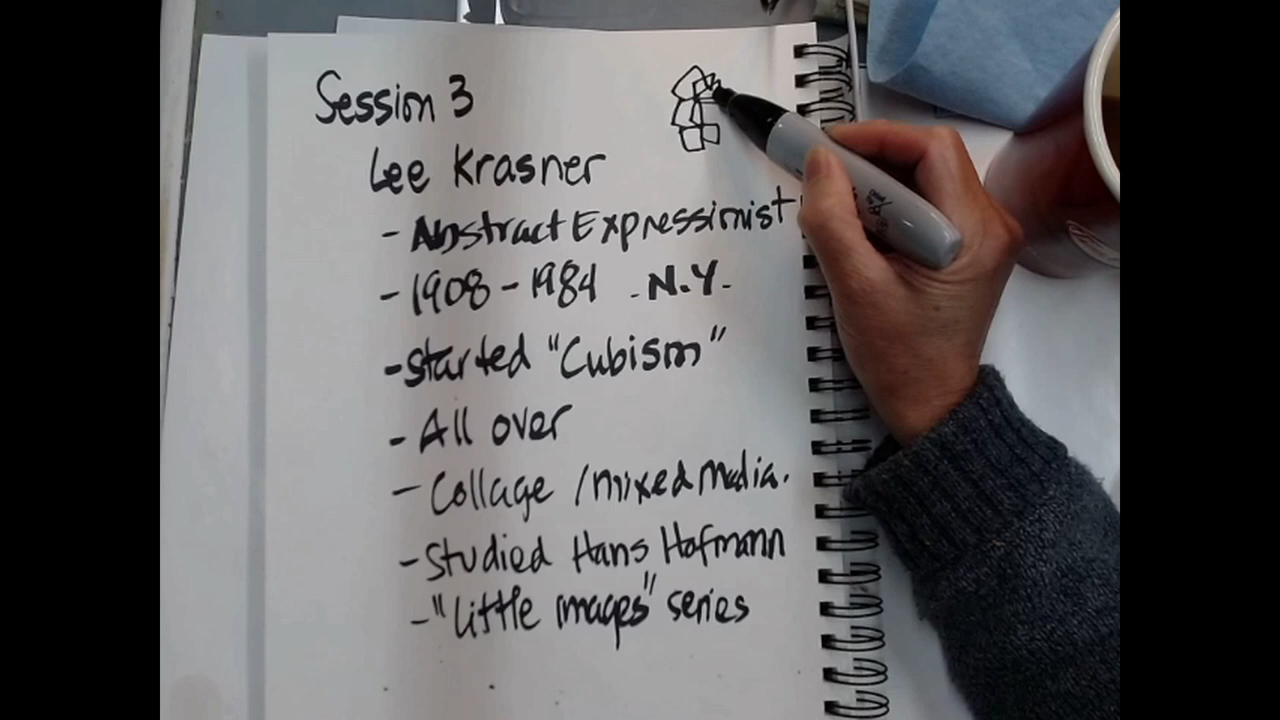 Session 3
Lee Krasner
- Abstract Expressionist
- 1908 - 1984 - N.Y. -
- started "Cubism"
- All over
- Collage / mixed media.
- Studied Hans Hofmann
- "Little Images" series